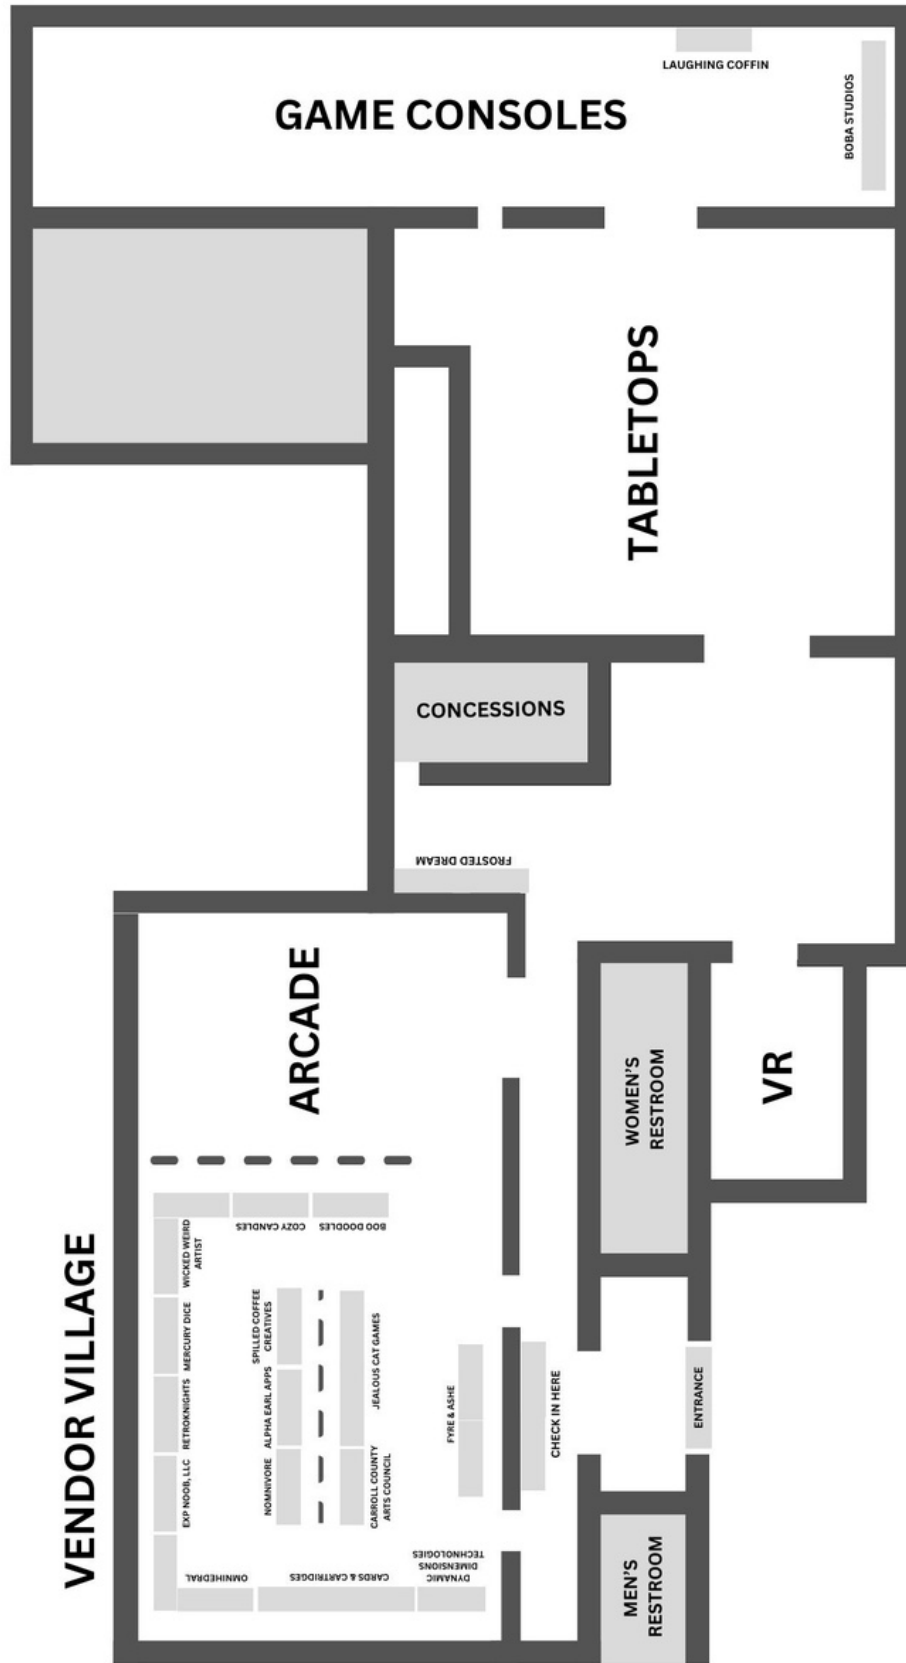 LAUGHING COFFIN
GAME CONSOLES
BOBA STUDIOS
TABLETOPS
CONCESSIONS
FROSTED DREAM
ARCADE
WOMEN'S
RESTROOM
VR
VENDOR VILLAGE
COZY CANDLES
BOO DOODLES
WICKED WEIRD
ARTIST
MERCURY DICE
RETROKNIGHTS
EXP NOOB, LLC
SPILLED COFFEE
CREATIVES
ALPHA EARL APPS
NOMNIVORE
JEALOUS CAT GAMES
CARROLL COUNTY
ARTS COUNCIL
FYRE & ASHE
CHECK IN HERE
ENTRANCE
OMNIHEDRAL
CARDS & CARTRIDGES
DYNAMIC
DIMENSIONS
TECHNOLOGIES
MEN'S
RESTROOM